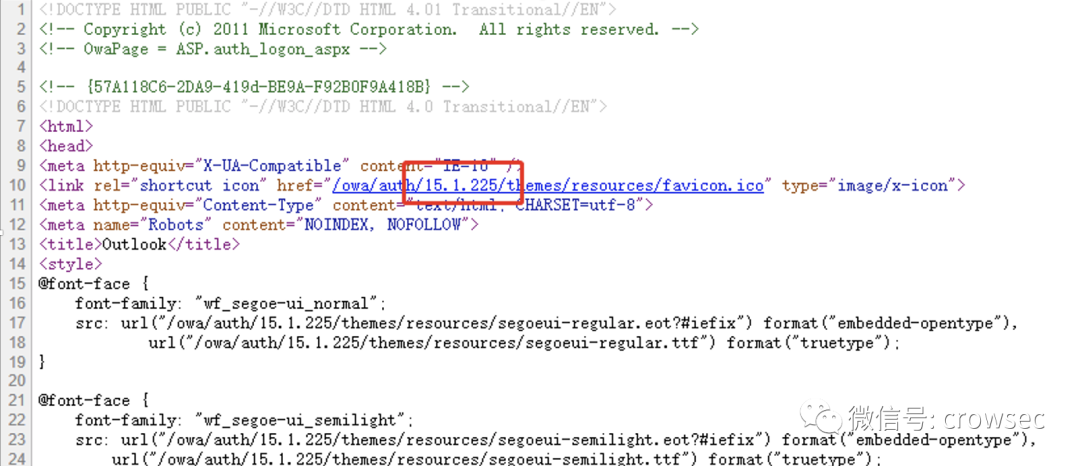 1 <!DOCTYPE HTML PUBLIC "-//W3C//DTD HTML 4.01 Transitional//EN">
2 <!-- Copyright (c) 2011 Microsoft Corporation.  All rights reserved. -->
3 <!-- OwaPage = ASP.auth_logon_aspx -->
4
5 <!-- {57A118C6-2DA9-419d-BE9A-F92B0F9A418B} -->
6 <!DOCTYPE HTML PUBLIC "-//W3C//DTD HTML 4.0 Transitional//EN">
7 <html>
8 <head>
9 <meta http-equiv="X-UA-Compatible" content="IE=10" />
10 <link rel="shortcut icon" href="/owa/auth/15.1.225/themes/resources/favicon.ico" type="image/x-icon">
11 <meta http-equiv="Content-Type" content="text/html; CHARSET=utf-8">
12 <meta name="Robots" content="NOINDEX, NOFOLLOW">
13 <title>Outlook</title>
14 <style>
15 @font-face {
16     font-family: "wf_segoe-ui_normal";
17     src: url("/owa/auth/15.1.225/themes/resources/segoeui-regular.eot?#iefix") format("embedded-opentype"),
18             url("/owa/auth/15.1.225/themes/resources/segoeui-regular.ttf") format("truetype");
19 }
20
21 @font-face {
22     font-family: "wf_segoe-ui_semilight";
23     src: url("/owa/auth/15.1.225/themes/resources/segoeui-semilight.eot?#iefix") format("embedded-opentype"),
24         url("/owa/auth/15.1.225/themes/resources/segoeui-semilight.ttf") format("truetype");
微信号: crowsec